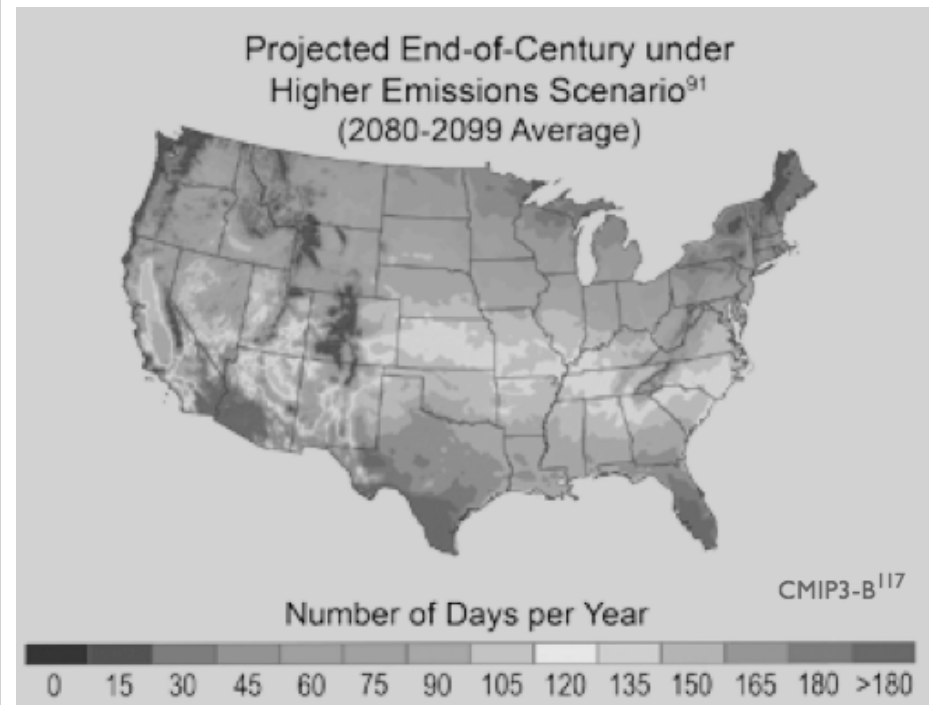 Projected End-of-Century under
Higher Emissions Scenario⁹¹
(2080-2099 Average)
CMIP3-B¹¹⁷
Number of Days per Year
0 15 30 45 60 75 90 105 120 135 150 165 180 >180